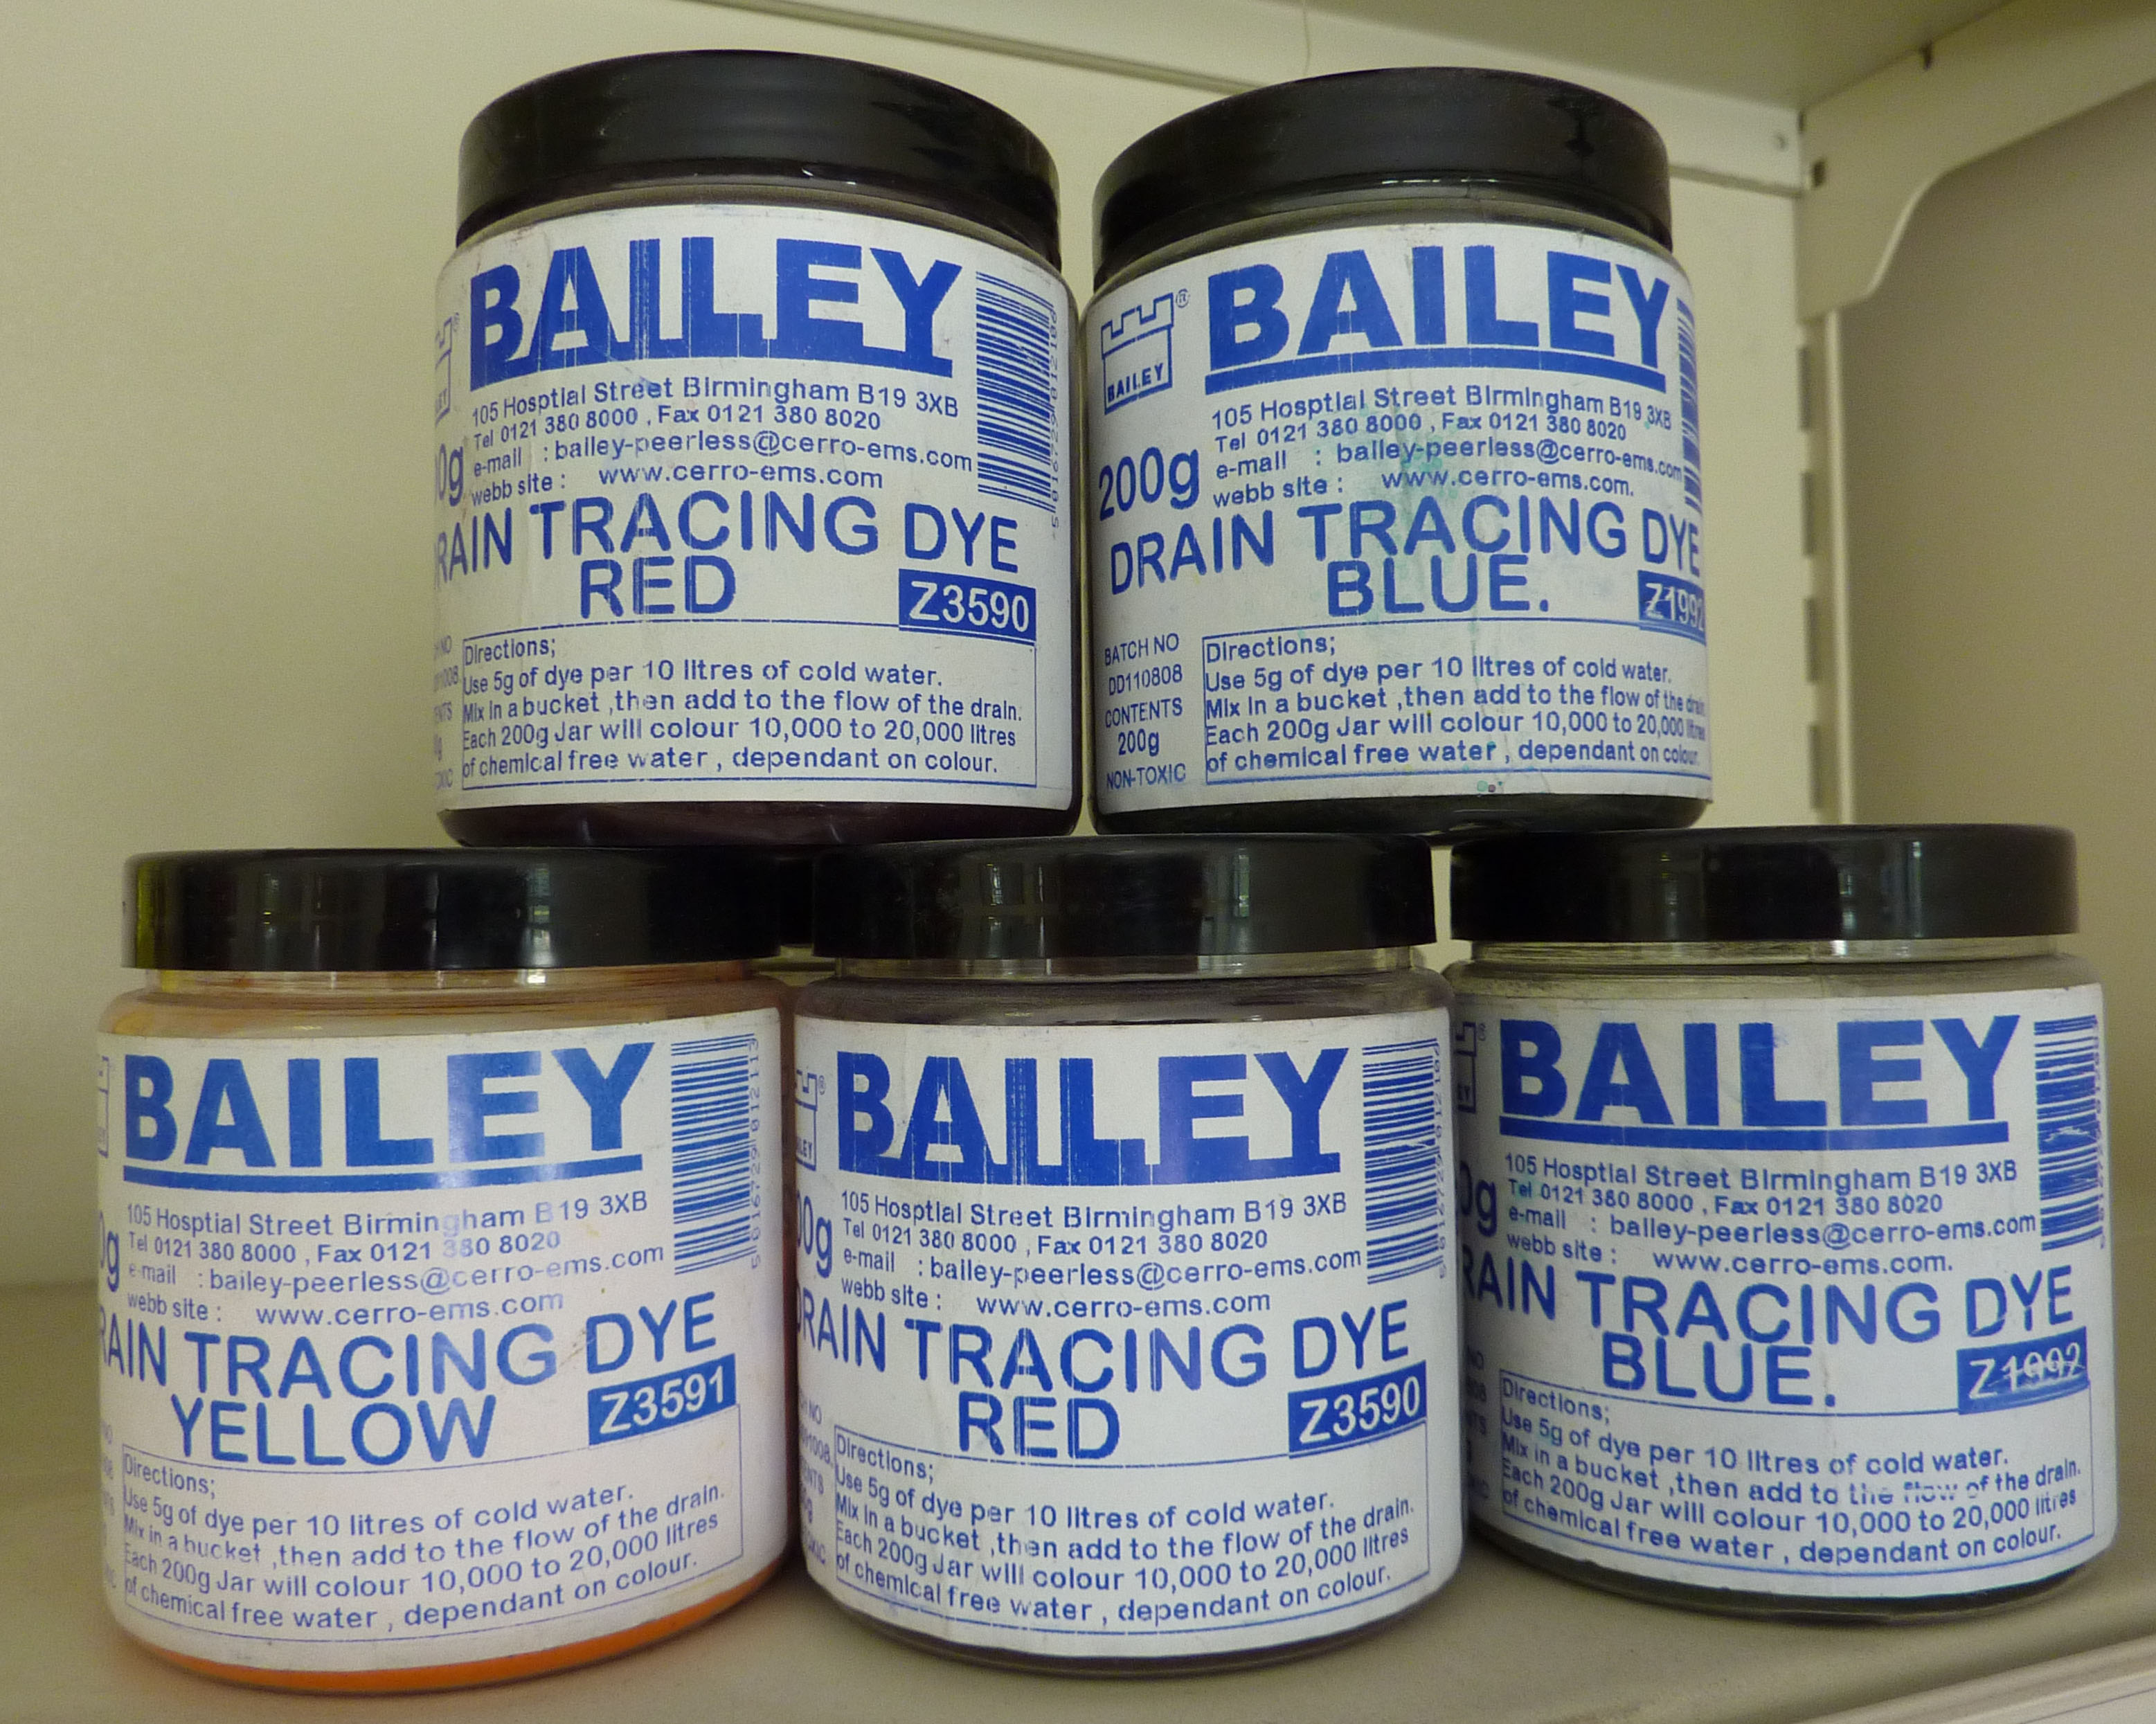 BAILEY
105 Hosptial Street Birmingham B19 3XB
Tel 0121 380 8000 , Fax 0121 380 8020
e-mail : bailey-peerless@cerro-ems.com
webb site : www.cerro-ems.com
RAIN TRACING DYE
RED
Z3590
Directions;
Use 5g of dye per 10 litres of cold water.
Mix in a bucket ,then add to the flow of the drain.
Each 200g Jar will colour 10,000 to 20,000 litres
of chemical free water , dependant on colour.
BAILEY
®
BAILEY
105 Hosptial Street Birmingham B19 3XB
Tel 0121 380 8000 , Fax 0121 380 8020
e-mail : bailey-peerless@cerro-ems.com
webb site : www.cerro-ems.com.
200g
DRAIN TRACING DYE
BLUE.
Z1992
BATCH NO
DD110808
CONTENTS
200g
NON-TOXIC
Directions;
Use 5g of dye per 10 litres of cold water.
Mix in a bucket ,then add to the flow of the drain
Each 200g Jar will colour 10,000 to 20,000 litres
of chemical free water , dependant on colour.
BAILEY
105 Hosptial Street Birmingham B19 3XB
Tel 0121 380 8000 , Fax 0121 380 8020
e-mail : bailey-peerless@cerro-ems.com
webb site : www.cerro-ems.com
RAIN TRACING DYE
YELLOW
Z3591
Directions;
Use 5g of dye per 10 litres of cold water.
Mix in a bucket ,then add to the flow of the drain.
Each 200g Jar will colour 10,000 to 20,000 litres
of chemical free water , dependant on colour.
BAILEY
105 Hosptial Street Birmingham B19 3XB
Tel 0121 380 8000 , Fax 0121 380 8020
e-mail : bailey-peerless@cerro-ems.com
webb site : www.cerro-ems.com
DRAIN TRACING DYE
RED
Z3590
Directions;
Use 5g of dye per 10 litres of cold water.
Mix in a bucket ,then add to the flow of the drain.
Each 200g Jar will colour 10,000 to 20,000 litres
of chemical free water , dependant on colour.
BAILEY
105 Hosptial Street Birmingham B19 3XB
Tel 0121 380 8000 , Fax 0121 380 8020
e-mail : bailey-peerless@cerro-ems.com
webb site : www.cerro-ems.com.
RAIN TRACING DYE
BLUE.
Z1992
Directions;
Use 5g of dye per 10 litres of cold water.
Mix in a bucket ,then add to the flow of the drain.
Each 200g Jar will colour 10,000 to 20,000 litres
of chemical free water , dependant on colour.